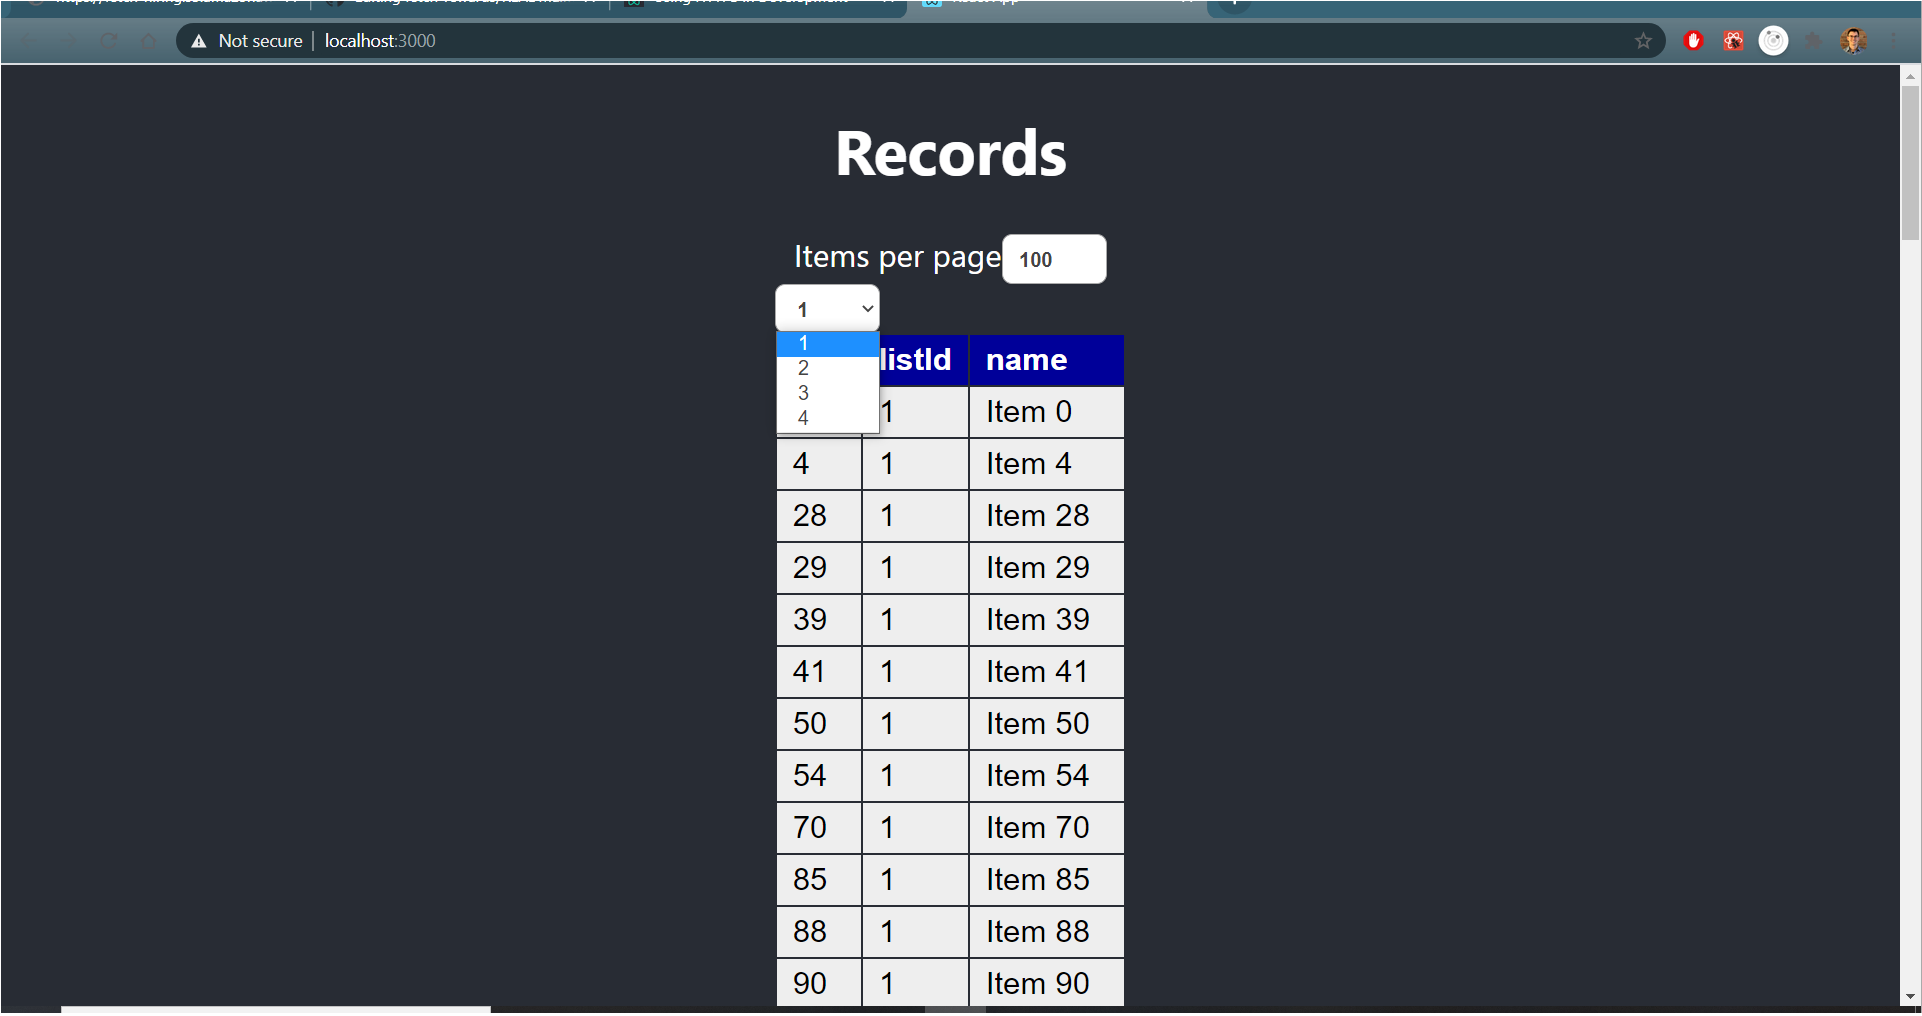 Not secure | localhost:3000
Records
Items per page 100
1
1
2
3
4
listId name
1 Item 0
4 1 Item 4
28 1 Item 28
29 1 Item 29
39 1 Item 39
41 1 Item 41
50 1 Item 50
54 1 Item 54
70 1 Item 70
85 1 Item 85
88 1 Item 88
90 1 Item 90